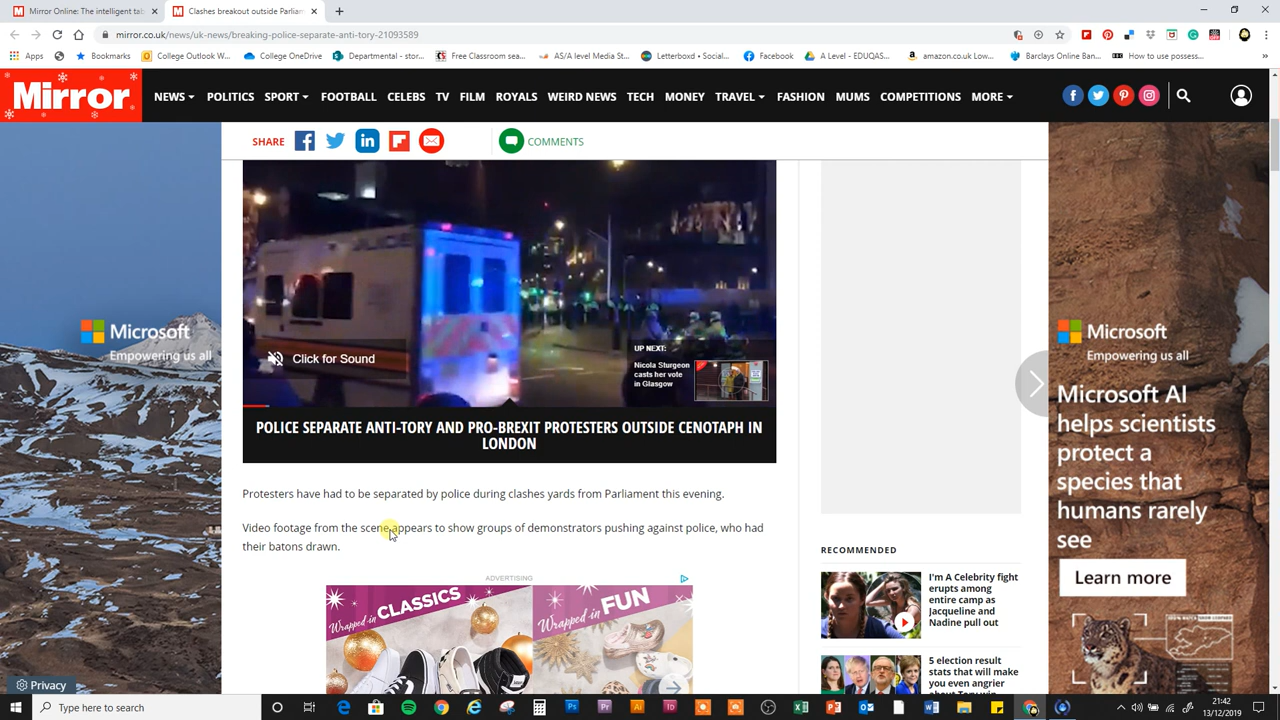 Mirror Online: The intelligent tab
Clashes breakout outside Parliam
mirror.co.uk/news/uk-news/breaking-police-separate-anti-tory-21093589
Apps
Bookmarks
College Outlook W...
College OneDrive
Departmental - stor...
Free Classroom sea...
AS/A level Media St...
Letterboxd • Social...
Facebook
A Level - EDUQAS...
amazon.co.uk Low...
Barclays Online Ban...
How to use possess...
Mirror
NEWS
POLITICS
SPORT
FOOTBALL
CELEBS
TV
FILM
ROYALS
WEIRD NEWS
TECH
MONEY
TRAVEL
FASHION
MUMS
COMPETITIONS
MORE
SHARE
COMMENTS
Click for Sound
UP NEXT:
Nicola Sturgeon
casts her vote
in Glasgow
POLICE SEPARATE ANTI-TORY AND PRO-BREXIT PROTESTERS OUTSIDE CENOTAPH IN
LONDON
Protesters have had to be separated by police during clashes yards from Parliament this evening.
Video footage from the scene appears to show groups of demonstrators pushing against police, who had
their batons drawn.
ADVERTISING
Wrapped-in CLASSICS
Wrapped-in FUN
RECOMMENDED
I'm A Celebrity fight
erupts among
entire camp as
Jacqueline and
Nadine pull out
5 election result
stats that will make
you even angrier
Microsoft
Empowering us all
Microsoft
Empowering us all
Microsoft AI
helps scientists
protect a
species that
humans rarely
see
Learn more
Privacy
Type here to search
21:42
13/12/2019